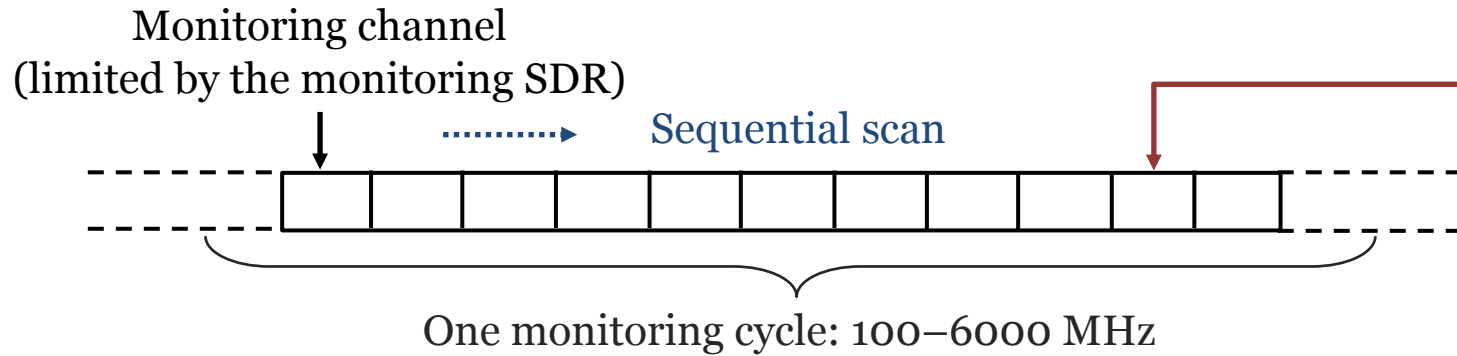 Monitoring channel
(limited by the monitoring SDR)
Sequential scan
One monitoring cycle: 100–6000 MHz